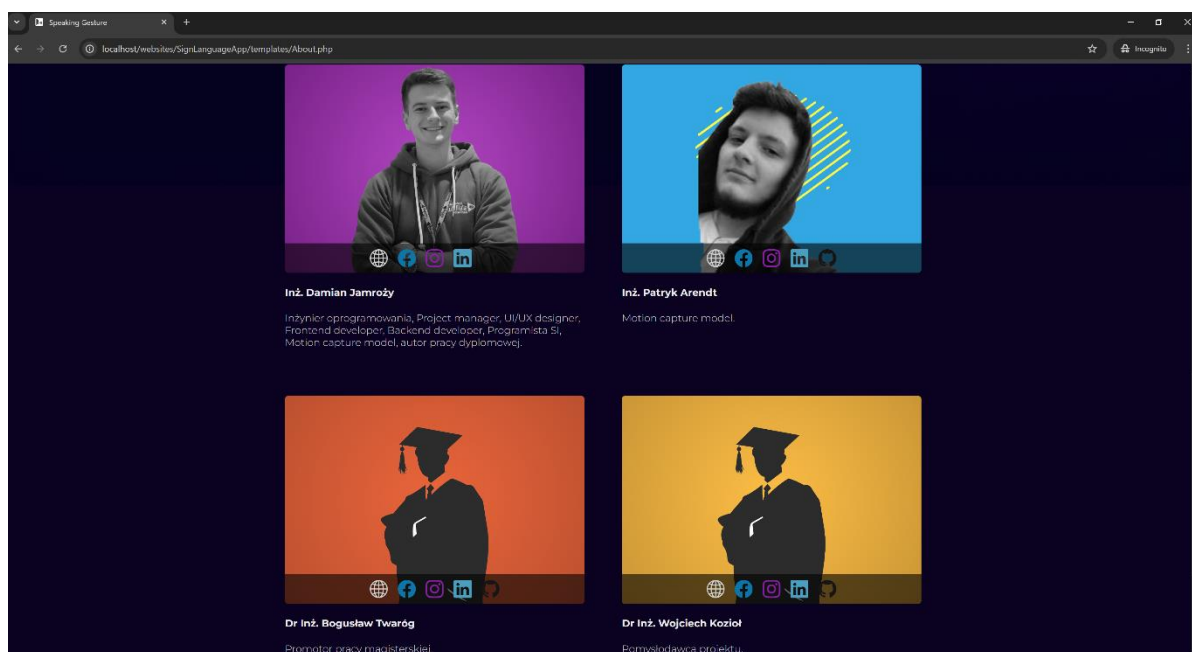 Speaking Gesture
localhost/websites/SignLanguageApp/templates/About.php
Incognito
Inż. Damian Jamroży
Inżynier oprogramowania, Project manager, UI/UX designer,
Frontend developer, Backend developer, Programista SI,
Motion capture model, autor pracy dyplomowej.
Inż. Patryk Arendt
Motion capture model.
Dr Inż. Bogusław Twaróg
Promotor pracy magisterskiej
Dr Inż. Wojciech Kozioł
Pomysłodawca projektu.